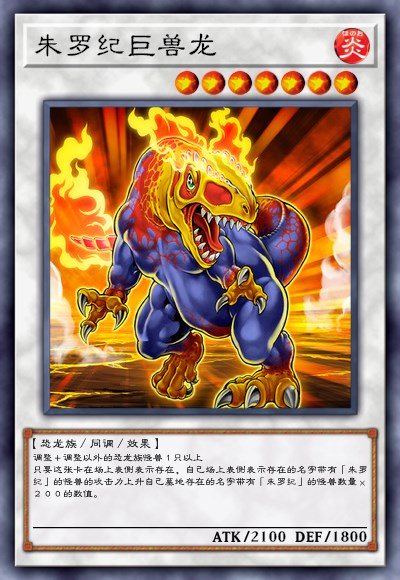 朱罗纪巨兽龙
ほのお
炎
【恐龙族／同调／效果】
调整＋调整以外的恐龙族怪兽１只以上
只要这张卡在场上表侧表示存在，自己场上表侧表示存在的名字带有「朱罗
纪」的怪兽的攻击力上升自己墓地存在的名字带有「朱罗纪」的怪兽数量×
２００的数值。
ATK/2100 DEF/1800